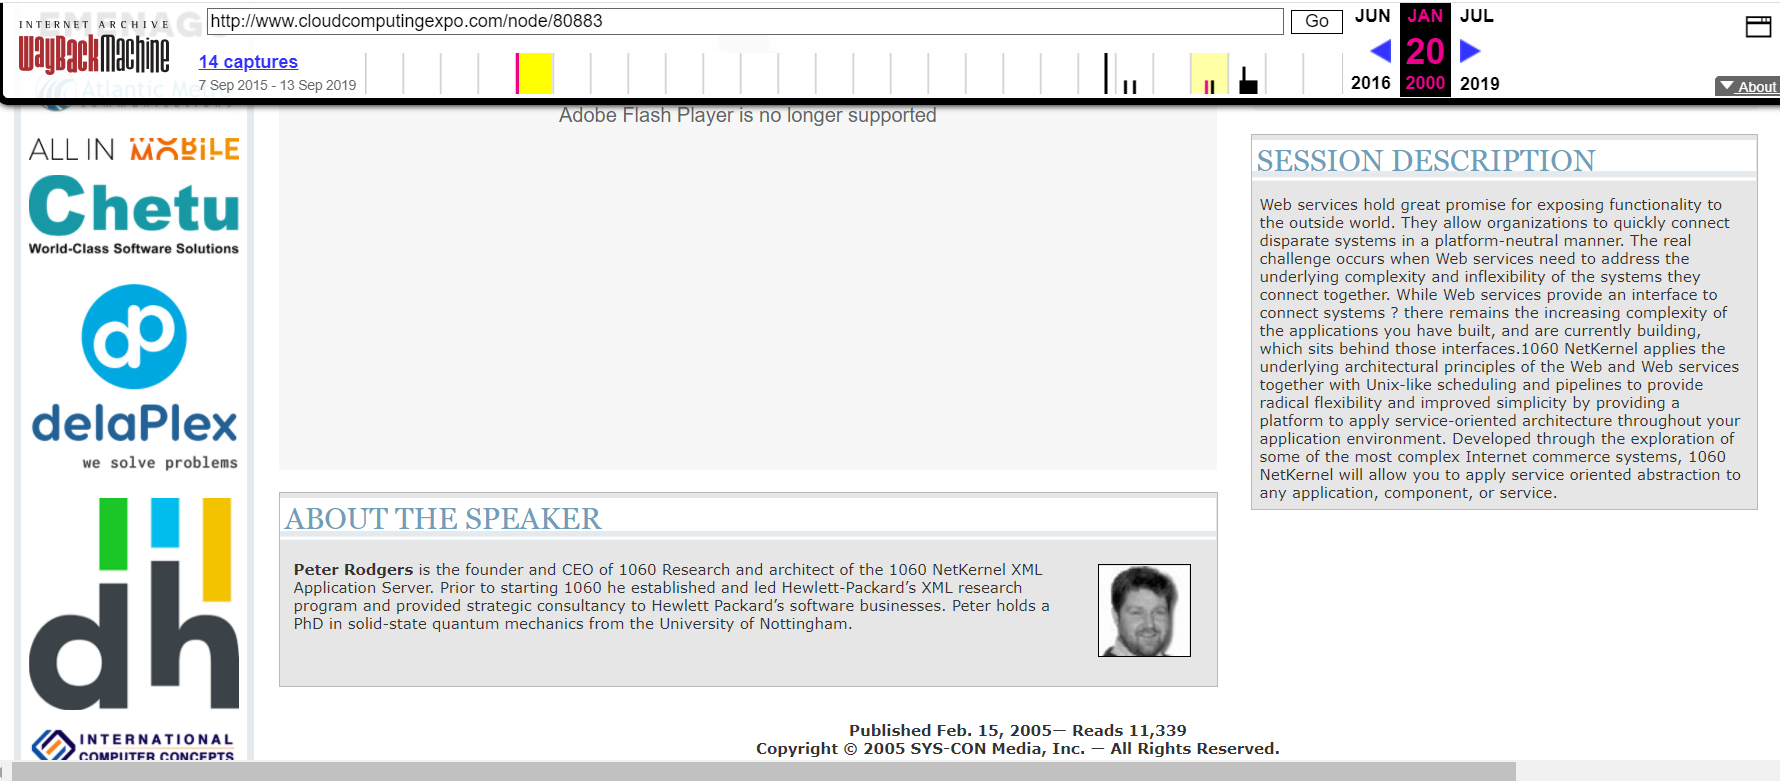 INTERNET ARCHIVE
WayBackMachine
http://www.cloudcomputingexpo.com/node/80883
Go
JUN
JAN
JUL
14 captures
20
7 Sep 2015 - 13 Sep 2019
2016
2000
2019
About
EMENAG
Atlantic Me
Adobe Flash Player is no longer supported
ALL IN MOBILE
Chetu
World-Class Software Solutions
dp
delaPlex
we solve problems
dh
INTERNATIONAL
COMPUTER CONCEPTS
SESSION DESCRIPTION
Web services hold great promise for exposing functionality to
the outside world. They allow organizations to quickly connect
disparate systems in a platform-neutral manner. The real
challenge occurs when Web services need to address the
underlying complexity and inflexibility of the systems they
connect together. While Web services provide an interface to
connect systems ? there remains the increasing complexity of
the applications you have built, and are currently building,
which sits behind those interfaces.1060 NetKernel applies the
underlying architectural principles of the Web and Web services
together with Unix-like scheduling and pipelines to provide
radical flexibility and improved simplicity by providing a
platform to apply service-oriented architecture throughout your
application environment. Developed through the exploration of
some of the most complex Internet commerce systems, 1060
NetKernel will allow you to apply service oriented abstraction to
any application, component, or service.
ABOUT THE SPEAKER
Peter Rodgers is the founder and CEO of 1060 Research and architect of the 1060 NetKernel XML
Application Server. Prior to starting 1060 he established and led Hewlett-Packard’s XML research
program and provided strategic consultancy to Hewlett Packard’s software businesses. Peter holds a
PhD in solid-state quantum mechanics from the University of Nottingham.
Published Feb. 15, 2005— Reads 11,339
Copyright © 2005 SYS-CON Media, Inc. — All Rights Reserved.